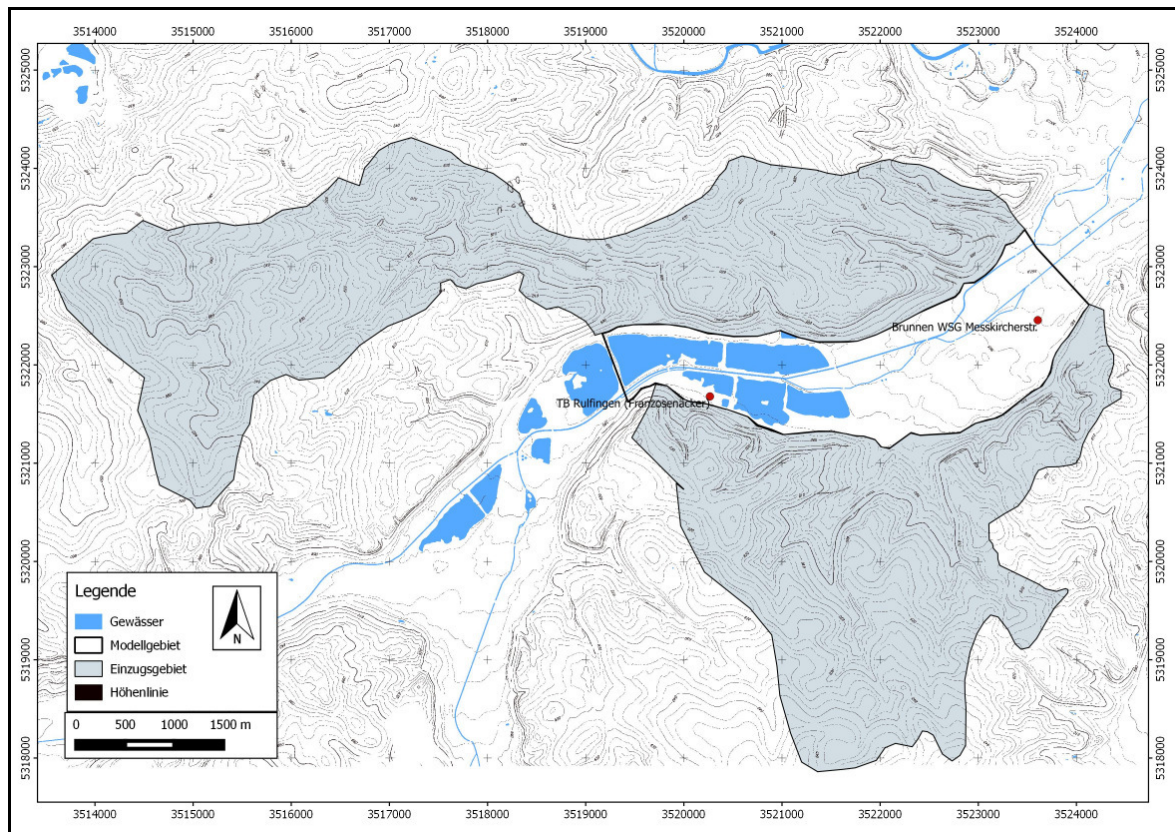 3514000 3515000 3516000 3517000 3518000 3519000 3520000 3521000 3522000 3523000 3524000
5325000 5325000
5324000 5324000
5323000 5323000
Brunnen WSG Messkircherstr.
5322000 5322000
TB Rulfingen (Franzosenäcker)
5321000 5321000
5320000 5320000
Legende
Gewässer
Modellgebiet
Einzugsgebiet
Höhenlinie
N
5319000 5319000
0 500 1000 1500 m
5318000 5318000
3514000 3515000 3516000 3517000 3518000 3519000 3520000 3521000 3522000 3523000 3524000